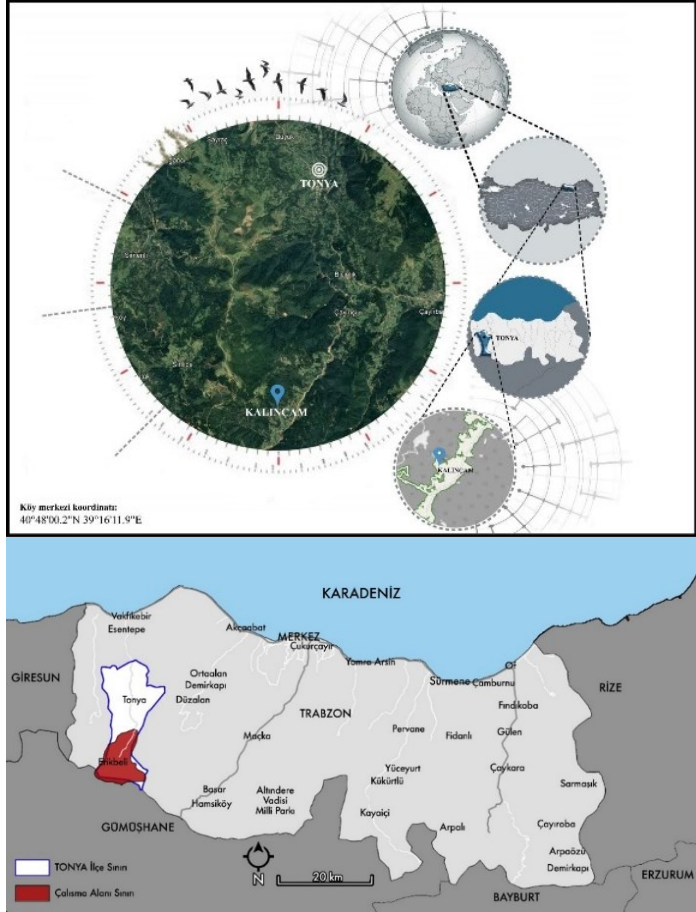 Sayraç
Büyük
TONYA
KALINÇAM
TONYA
KALINÇAM
Köy merkezi koordinatı:
40°48'00.2"N 39°16'11.9"E
KARADENİZ
Vakfıkebir
Esentepe
Akçaabat
MERKEZ
Çukurçayır
Yomra Arsin
Sürmene
Çamburnu
Of
GİRESUN
RİZE
Ortaalan
Demirkapı
Düzalan
Tonya
TRABZON
Fındıkoba
Maçka
Pervane
Fidanlı
Gülen
Erikbeli
Yüceyurt
Kükürtlü
Çaykara
Sarmaşık
Başar
Hamsiköy
Altındere
Vadisi
Milli Parkı
Kayaiçi
Arpalı
Çayıroba
GÜMÜŞHANE
Arpaözü
Demirkapı
N
20 km
TONYA İlçe Sınırı
Çalışma Alanı Sınırı
BAYBURT
ERZURUM